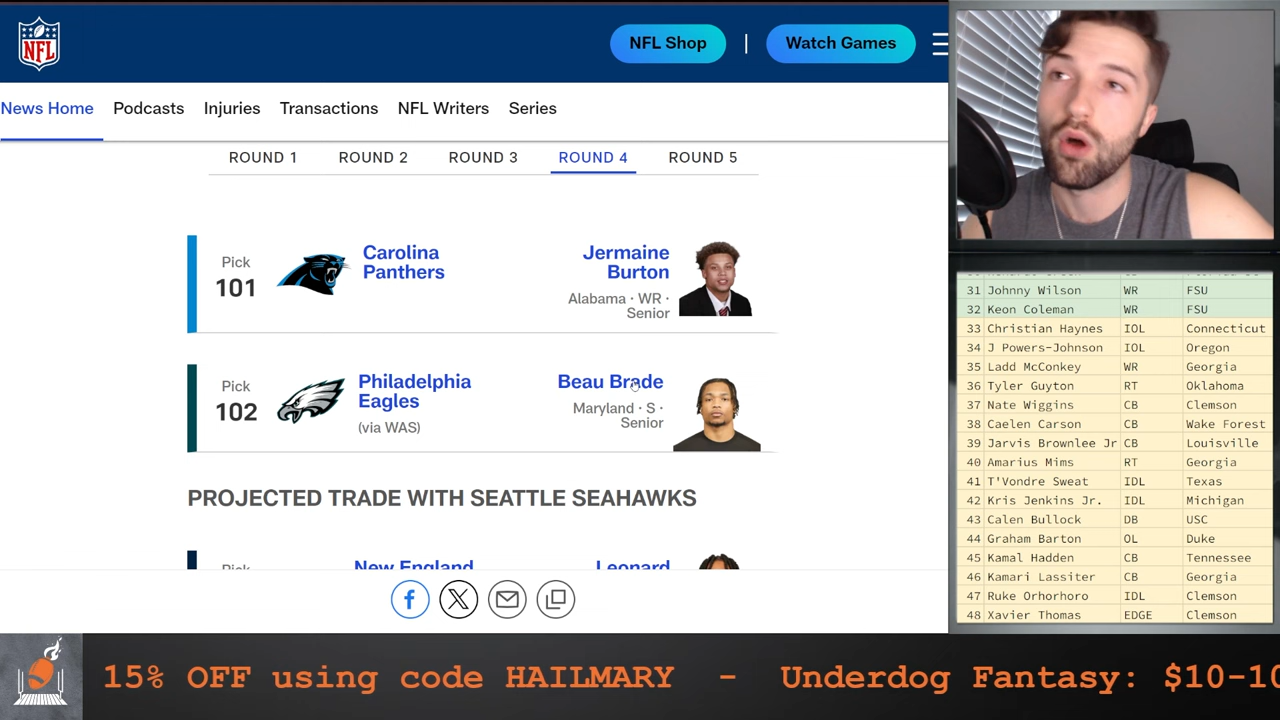 NFL
NFL Shop
Watch Games
News Home
Podcasts
Injuries
Transactions
NFL Writers
Series
ROUND 1
ROUND 2
ROUND 3
ROUND 4
ROUND 5
Pick
101
Carolina
Panthers
Jermaine
Burton
Alabama · WR ·
Senior
Pick
102
Philadelphia
Eagles
(via WAS)
Beau Brade
Maryland · S ·
Senior
PROJECTED TRADE WITH SEATTLE SEAHAWKS
Pick
New England
Leonard
31 Johnny Wilson WR FSU
32 Keon Coleman WR FSU
33 Christian Haynes IOL Connecticut
34 J Powers-Johnson IOL Oregon
35 Ladd McConkey WR Georgia
36 Tyler Guyton RT Oklahoma
37 Nate Wiggins CB Clemson
38 Caelen Carson CB Wake Forest
39 Jarvis Brownlee Jr CB Louisville
40 Amarius Mims RT Georgia
41 T'Vondre Sweat IDL Texas
42 Kris Jenkins Jr. IDL Michigan
43 Calen Bullock DB USC
44 Graham Barton OL Duke
45 Kamal Hadden CB Tennessee
46 Kamari Lassiter CB Georgia
47 Ruke Orhorhoro IDL Clemson
48 Xavier Thomas EDGE Clemson
15% OFF using code HAILMARY - Underdog Fantasy: $10-10